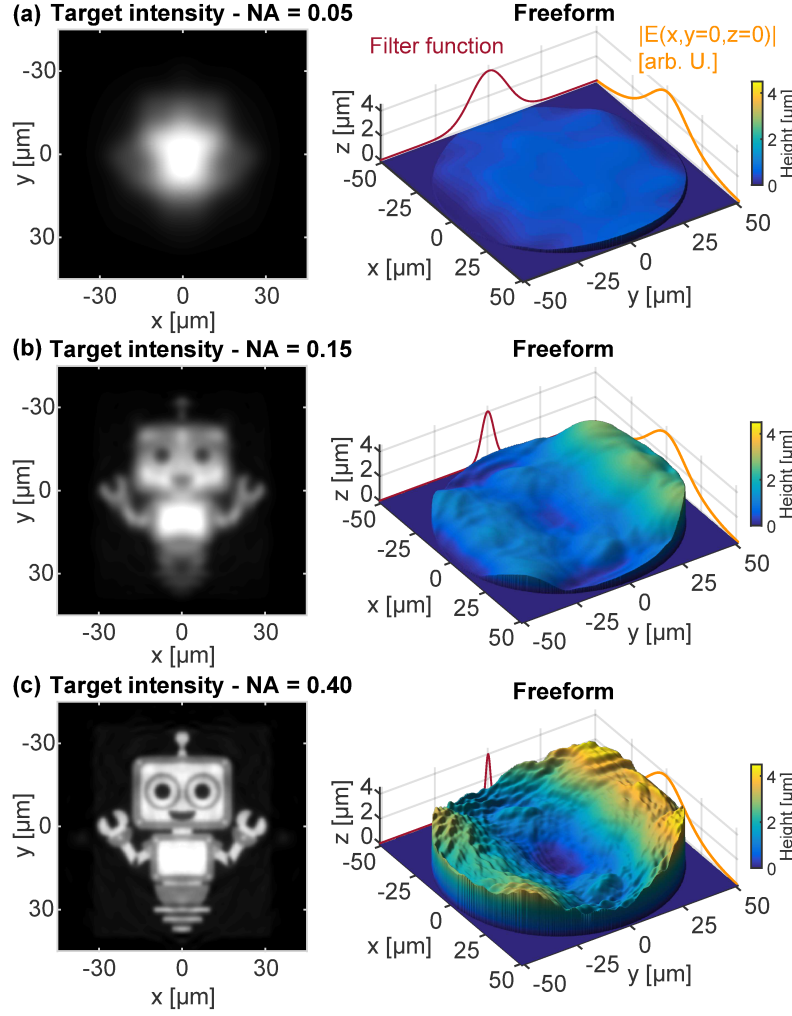 (a) Target intensity - NA = 0.05
Freeform
Filter function
|E(x,y=0,z=0)|
[arb. U.]
-30
0
30
y [µm]
-30 0 30
x [µm]
z [µm]
4
2
0
-50
-25
0
25
50
x [µm]
-50
-25
0
25
50
y [µm]
4
2
0
Height [µm]
(b) Target intensity - NA = 0.15
Freeform
-30
0
30
y [µm]
-30 0 30
x [µm]
z [µm]
4
2
0
-50
-25
0
25
50
x [µm]
-50
-25
0
25
50
y [µm]
4
2
0
Height [µm]
(c) Target intensity - NA = 0.40
Freeform
-30
0
30
y [µm]
-30 0 30
x [µm]
z [µm]
4
2
0
-50
-25
0
25
50
x [µm]
-50
-25
0
25
50
y [µm]
4
2
0
Height [µm]